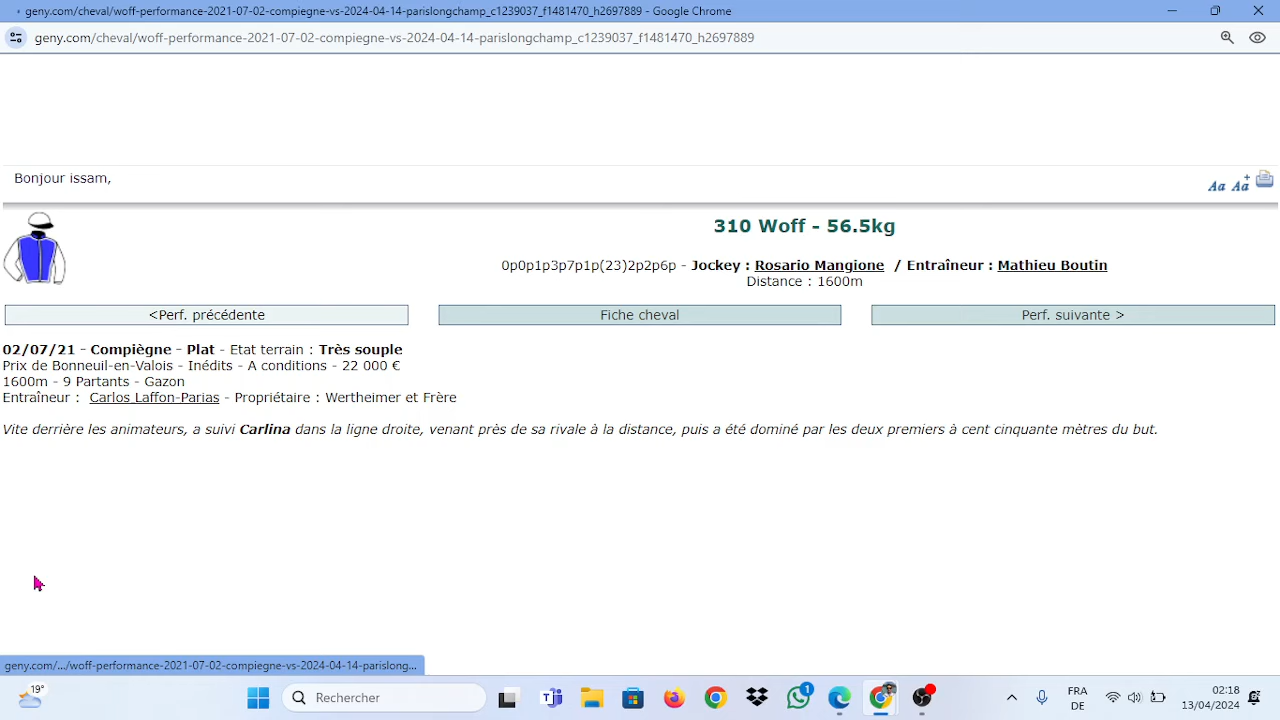 geny.com/cheval/woff-performance-2021-07-02-compiegne-vs-2024-04-14-parislongchamp_c1239037_f1481470_h2697889 - Google Chrome
geny.com/cheval/woff-performance-2021-07-02-compiegne-vs-2024-04-14-parislongchamp_c1239037_f1481470_h2697889
Bonjour issam,
Aa Aa+
310 Woff - 56.5kg
0p0p1p3p7p1p(23)2p2p6p - Jockey : Rosario Mangione / Entraîneur : Mathieu Boutin
Distance : 1600m
<Perf. précédente Fiche cheval Perf. suivante >
02/07/21 - Compiègne - Plat - Etat terrain : Très souple
Prix de Bonneuil-en-Valois - Inédits - A conditions - 22 000 €
1600m - 9 Partants - Gazon
Entraîneur : Carlos Laffon-Parias - Propriétaire : Wertheimer et Frère
Vite derrière les animateurs, a suivi Carlina dans la ligne droite, venant près de sa rivale à la distance, puis a été dominé par les deux premiers à cent cinquante mètres du but.
geny.com/.../woff-performance-2021-07-02-compiegne-vs-2024-04-14-parislong...
19°
Rechercher
1
FRA
DE
02:18
13/04/2024